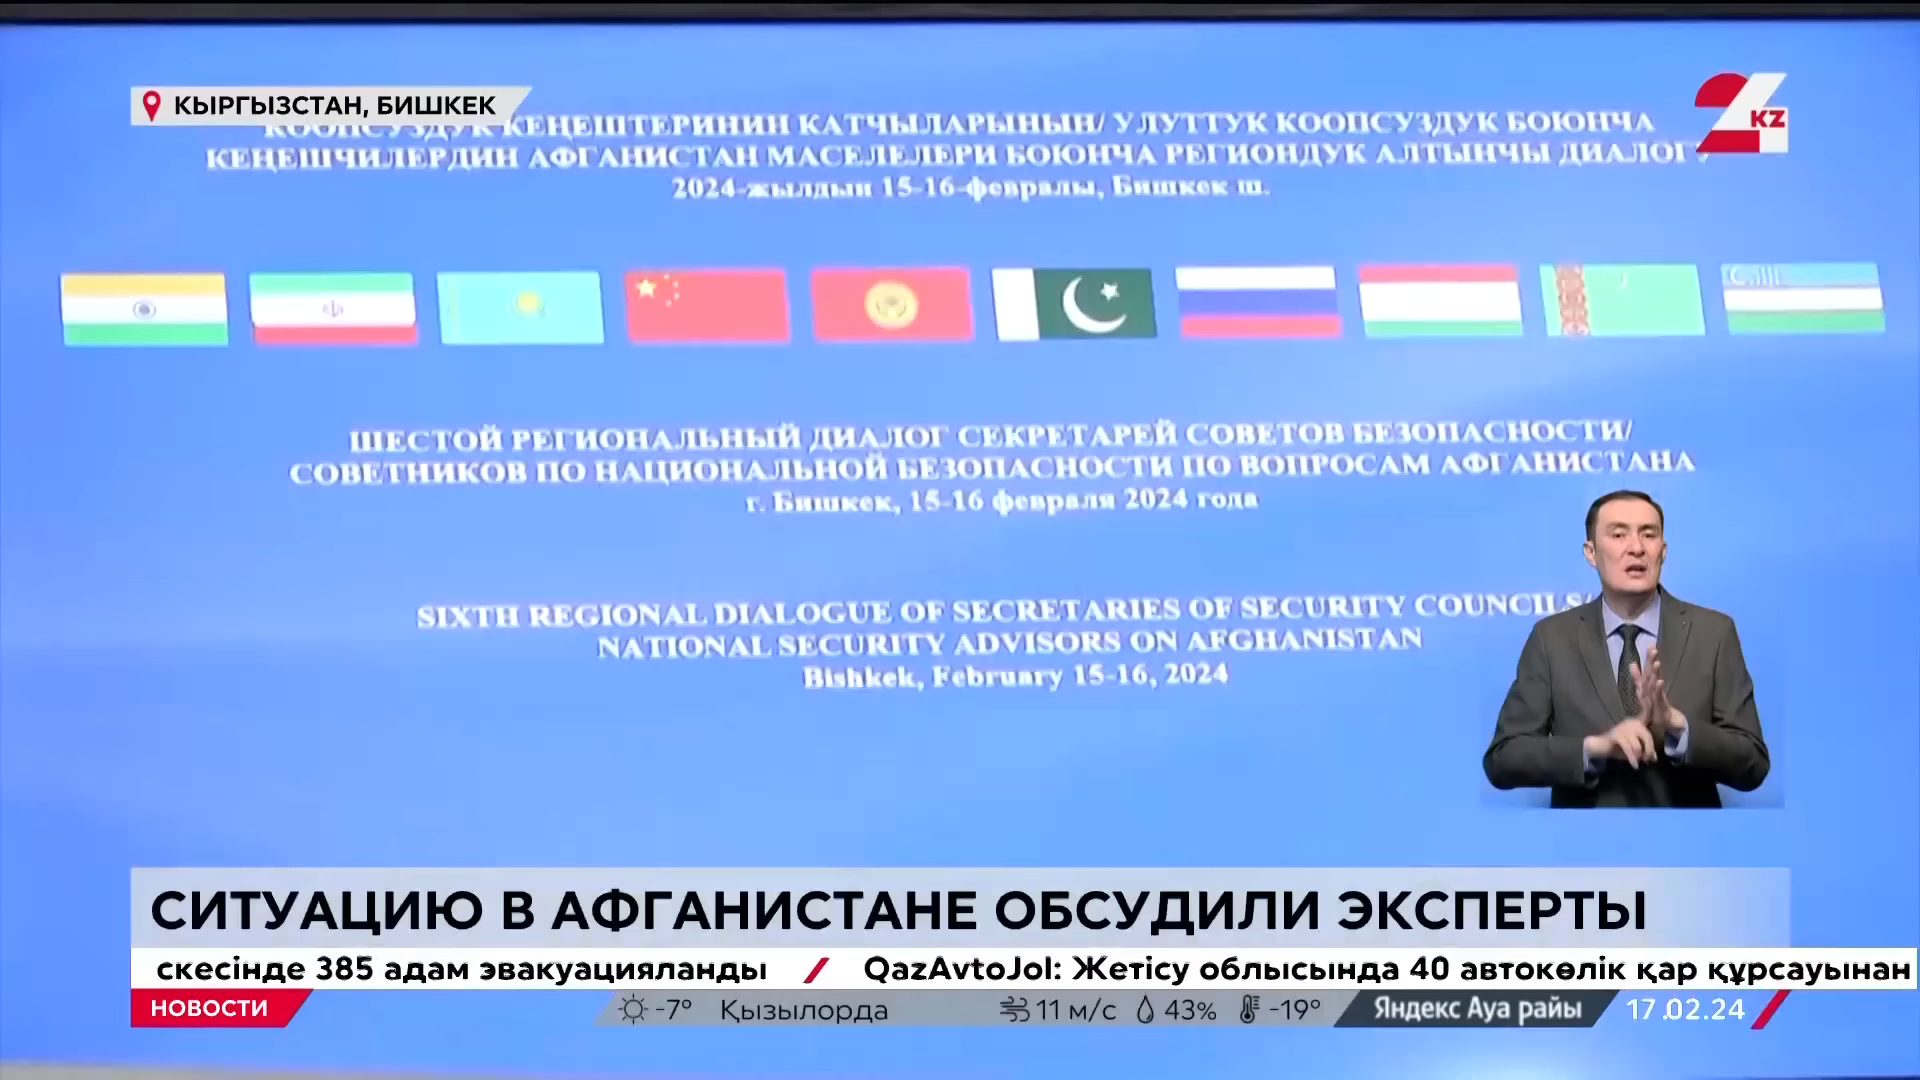 КЫРГЫЗСТАН, БИШКЕК
KZ
КООПСУЗДУК КЕҢЕШТЕРИНИН КАТЧЫЛАРЫНЫН/ УЛУТТУК КООПСУЗДУК БОЮНЧА
КЕҢЕШЧИЛЕРДИН АФГАНИСТАН МАСЕЛЕЛЕРИ БОЮНЧА РЕГИОНДУК АЛТЫНЧЫ ДИАЛОГУ
2024-жылдын 15-16-февралы, Бишкек ш.
ШЕСТОЙ РЕГИОНАЛЬНЫЙ ДИАЛОГ СЕКРЕТАРЕЙ СОВЕТОВ БЕЗОПАСНОСТИ/
СОВЕТНИКОВ ПО НАЦИОНАЛЬНОЙ БЕЗОПАСНОСТИ ПО ВОПРОСАМ АФГАНИСТАНА
г. Бишкек, 15-16 февраля 2024 года
SIXTH REGIONAL DIALOGUE OF SECRETARIES OF SECURITY COUNCILS/
NATIONAL SECURITY ADVISORS ON AFGHANISTAN
Bishkek, February 15-16, 2024
СИТУАЦИЮ В АФГАНИСТАНЕ ОБСУДИЛИ ЭКСПЕРТЫ
скесінде 385 адам эвакуацияланды / QazAvtoJol: Жетісу облысында 40 автокөлік қар құрсауынан
НОВОСТИ -7° Қызылорда 11 м/с 43% -19° Яндекс Ауа райы 17.02.24